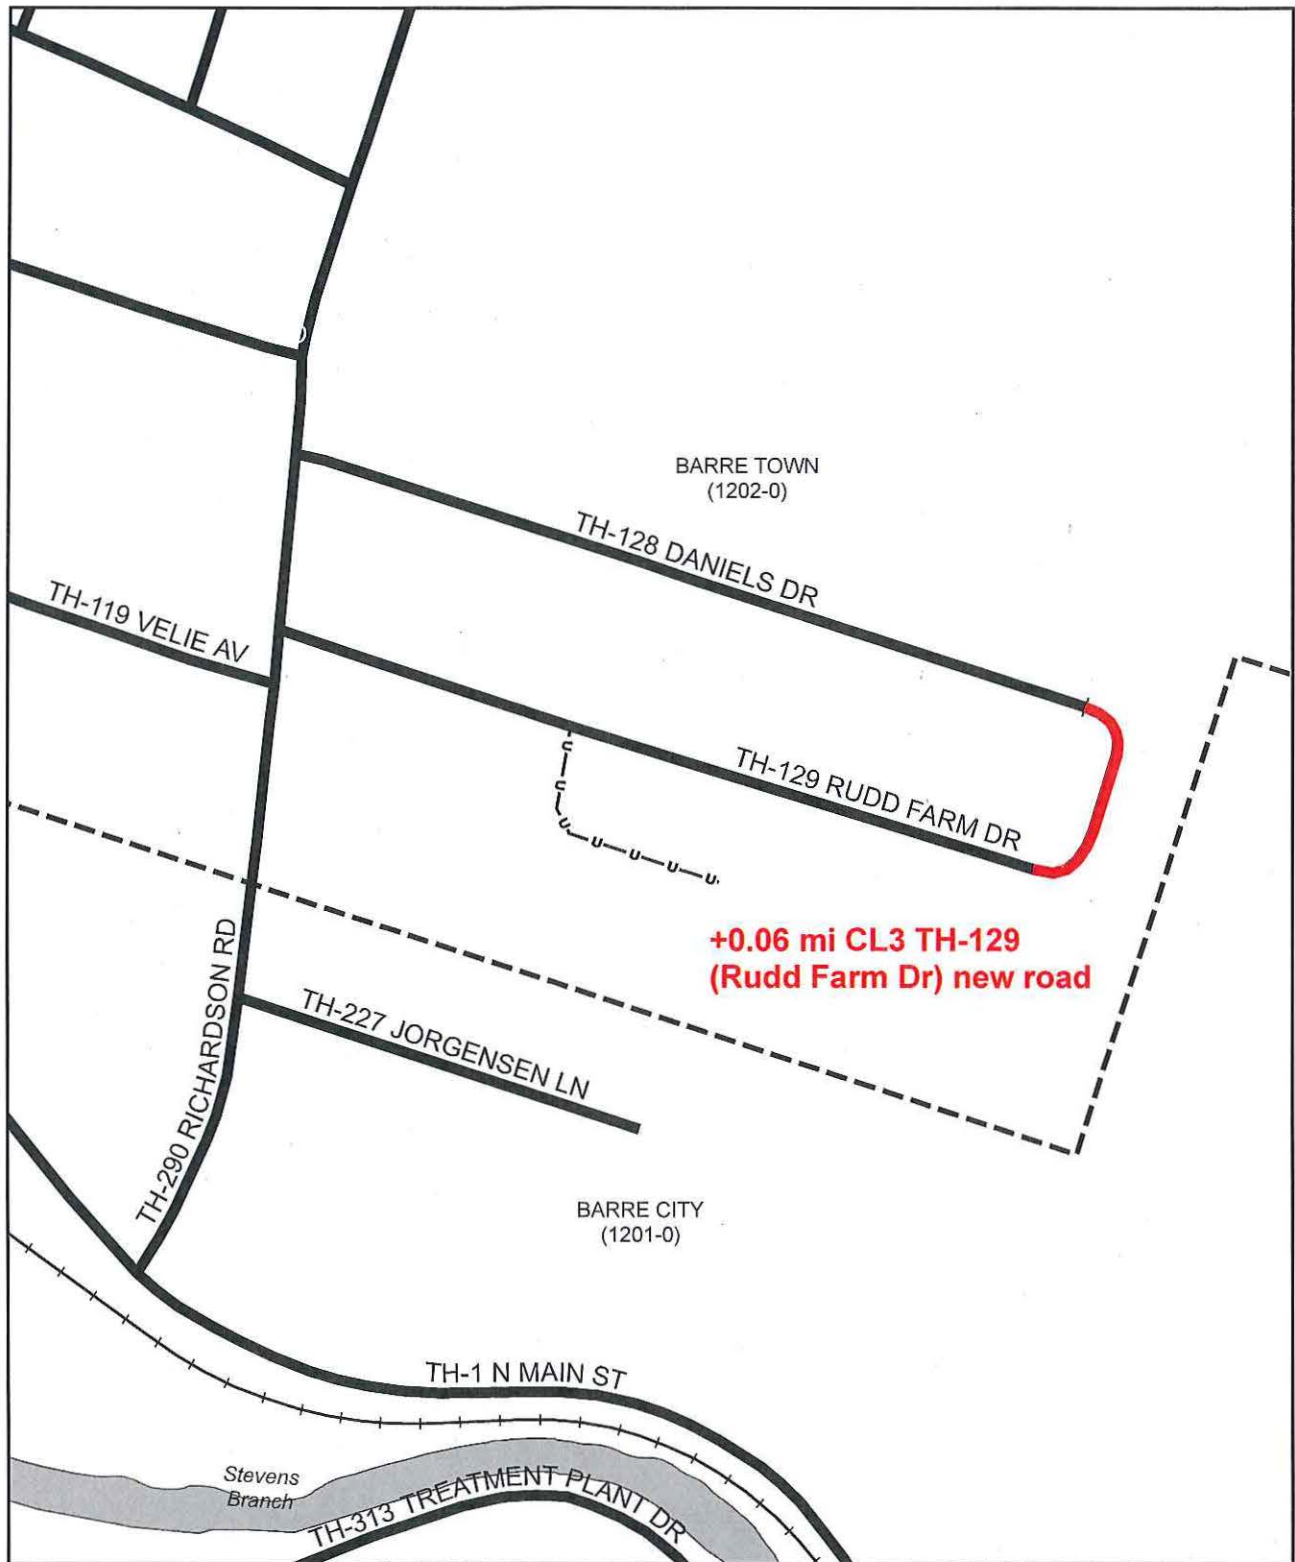 BARRE TOWN
(1202-0)
TH-128 DANIELS DR
TH-119 VELIE AV
TH-129 RUDD FARM DR
+0.06 mi CL3 TH-129
(Rudd Farm Dr) new road
TH-290 RICHARDSON RD
TH-227 JORGENSEN LN
BARRE CITY
(1201-0)
TH-1 N MAIN ST
Stevens
Branch
TH-313 TREATMENT PLANT DR